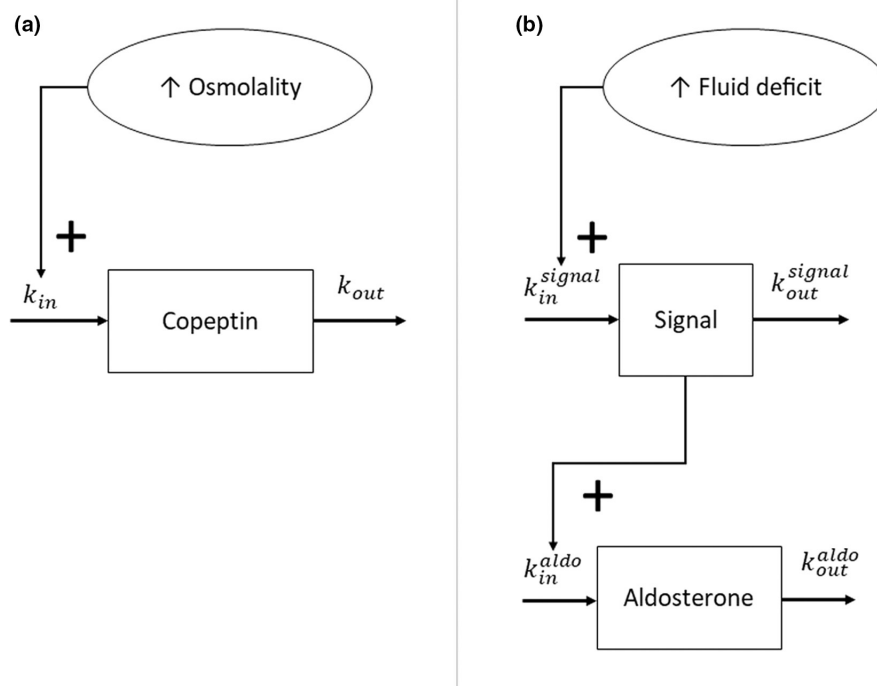 (a)
↑ Osmolality
+
k_in
k_out
Copeptin
(b)
↑ Fluid deficit
+
k_in^signal
k_out^signal
Signal
+
k_in^aldo
k_out^aldo
Aldosterone